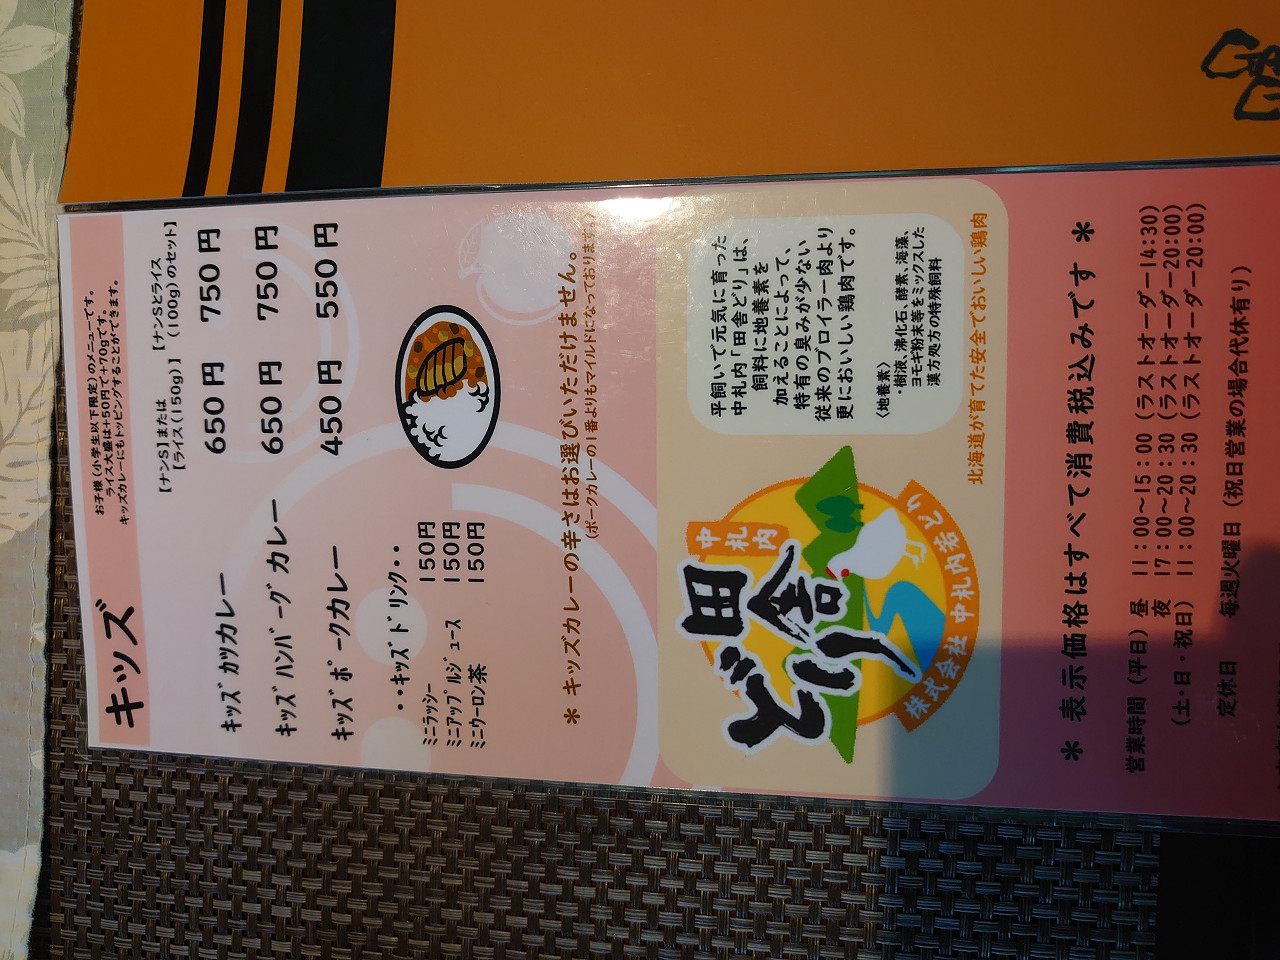 キッズ
お子様(小学生以下限定)のメニューです。
ライス大盛は+50円で+70gです。
キッズカレーにもトッピングすることができます。
【ナンS】または
【ライス(150g)】
【ナンSとライス
(100g)のセット】
キッズ カツカレー 650円 750円
キッズ ハンバーグ カレー 650円 750円
キッズ ポークカレー 450円 550円
・・キッズドリンク・・
ミニラッシー 150円
ミニアップルジュース 150円
ミニウーロン茶 150円
* キッズカレーの辛さはお選びいただけません。
(ポークカレーの1番よりもマイルドになっております。)
中札内
田舎どり
株式会社 中札内若どり
平飼いで元気に育った
中札内「田舎どり」は、
飼料に地養素を
加えることによって、
特有の臭みが少ない
従来のブロイラー肉より
更においしい鶏肉です。
〈地養素〉
・樹液、沸化石、酵素、海藻、
ヨモギ粉末等をミックスした
漢方処方の特殊飼料
北海道が育てた安全でおいしい鶏肉
* 表示価格はすべて消費税込みです *
営業時間 (平日) 昼 11:00~15:00 (ラストオーダー14:30)
夜 17:00~20:30 (ラストオーダー20:00)
(土・日・祝日) 11:00~20:30 (ラストオーダー20:00)
定休日 毎週火曜日 (祝日営業の場合代休有り)